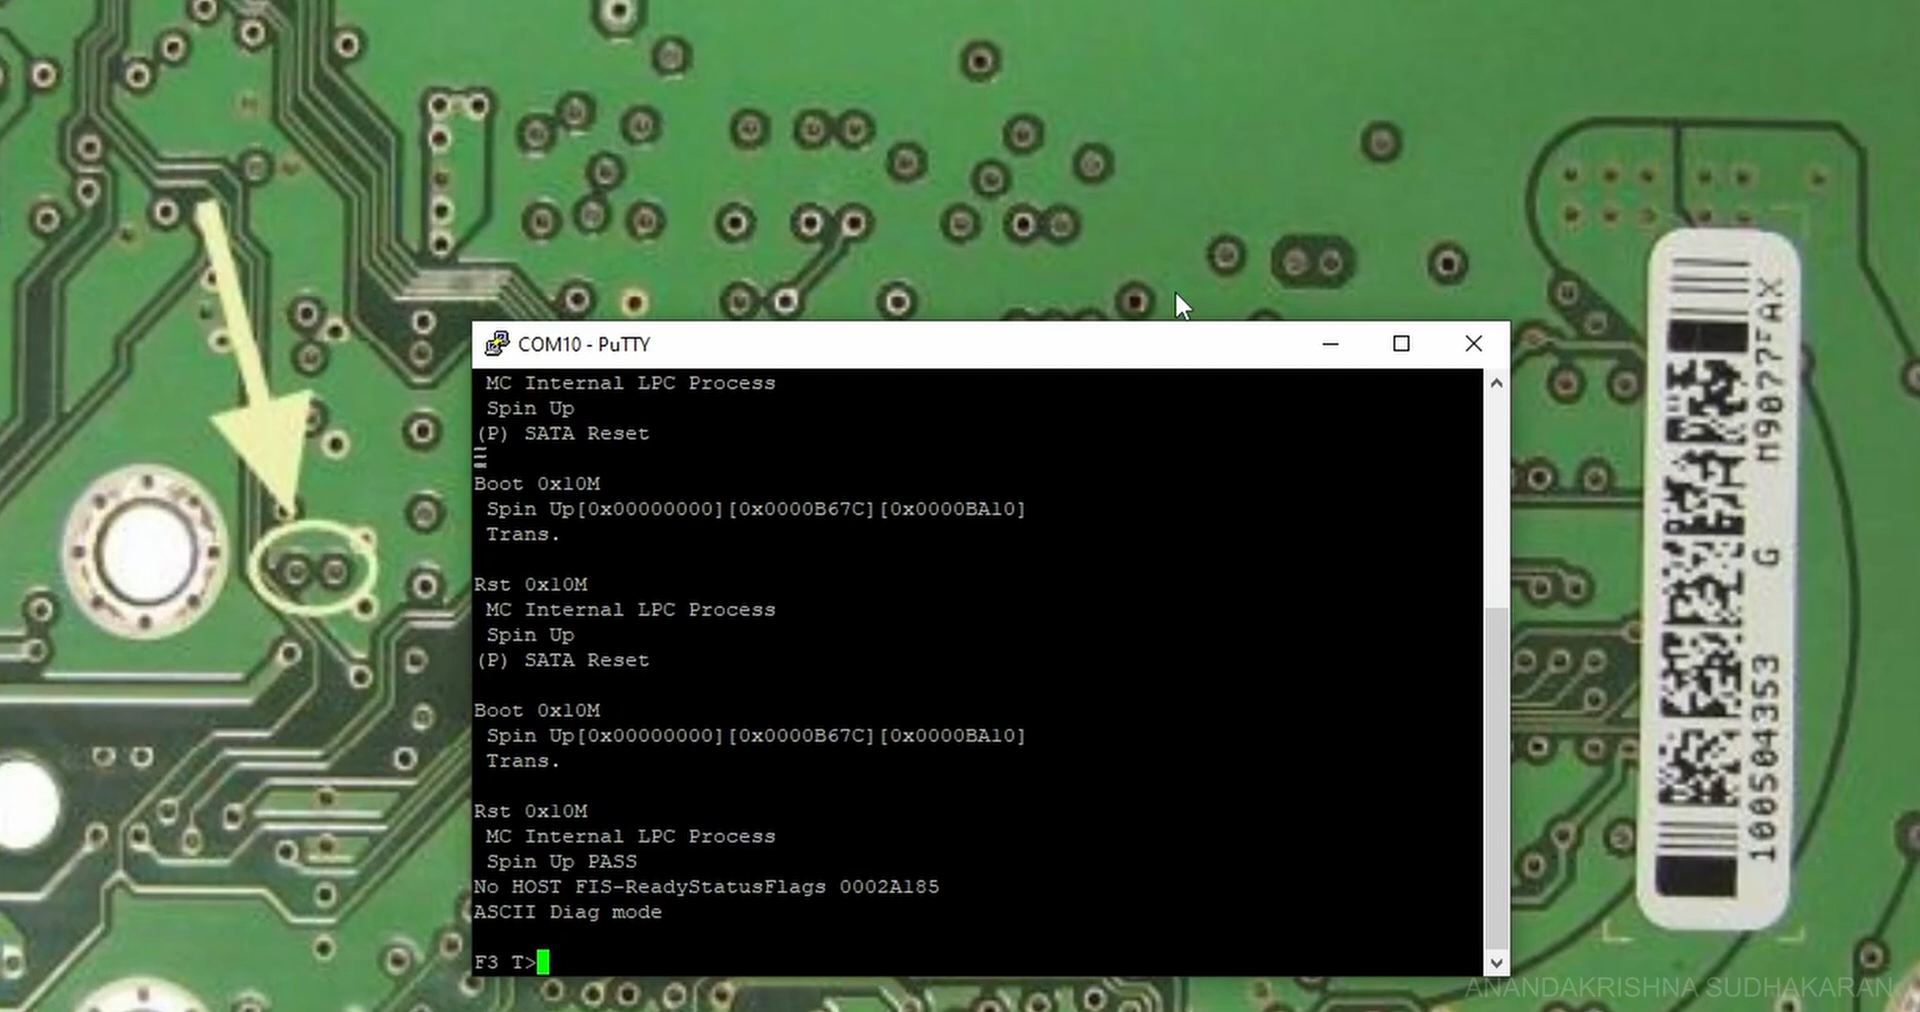 COM10 - PuTTY
MC Internal LPC Process
Spin Up
(P) SATA Reset
Boot 0x10M
Spin Up[0x00000000][0x0000B67C][0x0000BA10]
Trans.
Rst 0x10M
MC Internal LPC Process
Spin Up
(P) SATA Reset
Boot 0x10M
Spin Up[0x00000000][0x0000B67C][0x0000BA10]
Trans.
Rst 0x10M
MC Internal LPC Process
Spin Up PASS
No HOST FIS-ReadyStatusFlags 0002A185
ASCII Diag mode
F3 T>
100504353 G
ANANDAKRISHNA SUDHAKARAN